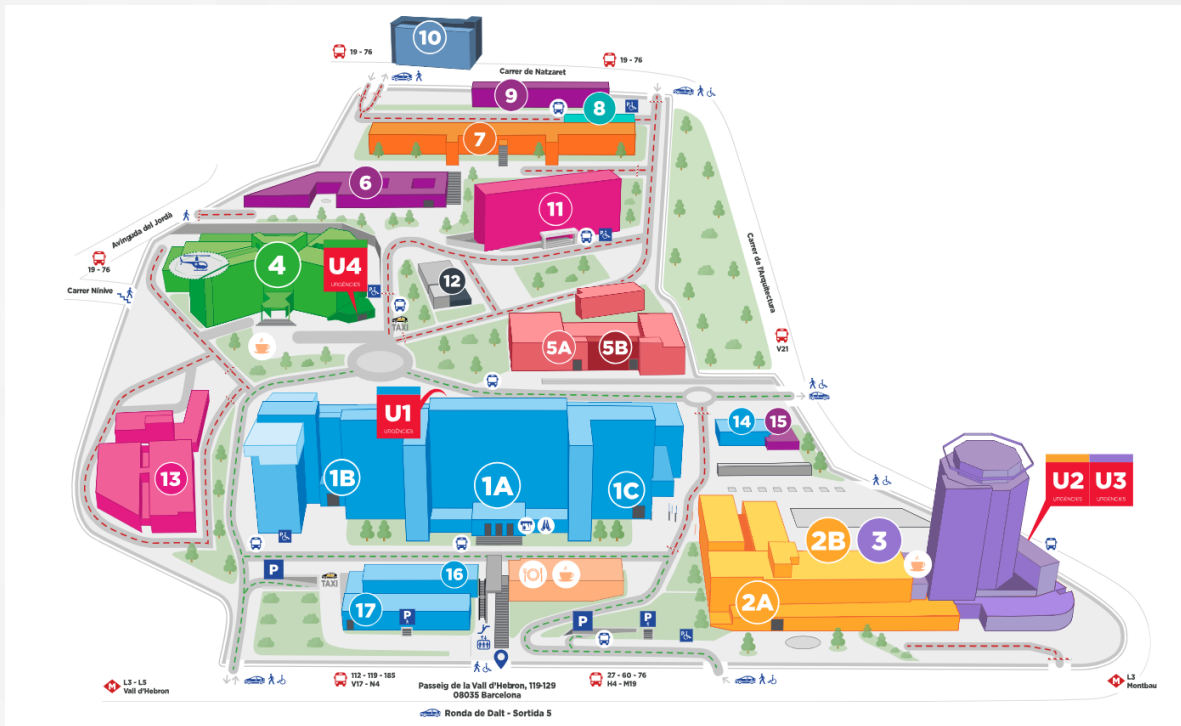 10
19 - 76
19 - 76
Carrer de Natzaret
9
8
P
7
6
11
P
Avinguda del Jordà
19 - 76
Carrer Nínive
4
U4
URGÈNCIES
P
12
TAXI
Carrer de l'Arquitectura
V21
5A
5B
U1
URGÈNCIES
14
15
13
1B
1A
1C
U2
URGÈNCIES
U3
URGÈNCIES
P
2B
3
P
TAXI
16
17
P
2A
P
P
P
L3 - L5
Vall d'Hebron
112 - 119 - 185
V17 - N4
Passeig de la Vall d'Hebron, 119-129
08035 Barcelona
27 - 60 - 76
H4 - M19
M
L3
Montbau
M
Ronda de Dalt - Sortida 5